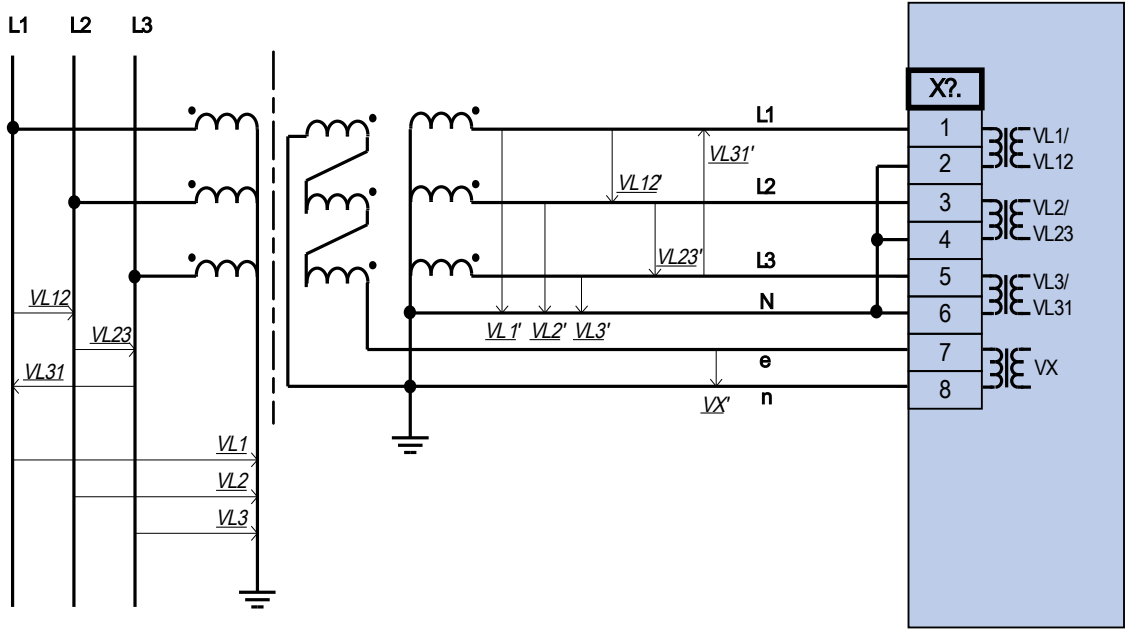 L1 L2 L3
X?.
L1
1
VL1/
VL31'
2
VL12
VL12'
L2
3
VL2/
4
VL23
VL23'
L3
5
VL3/
VL12
N
6
VL31
VL23
VL1' VL2' VL3'
7
VL31
e
VX
n
8
VX'
VL1
VL2
VL3